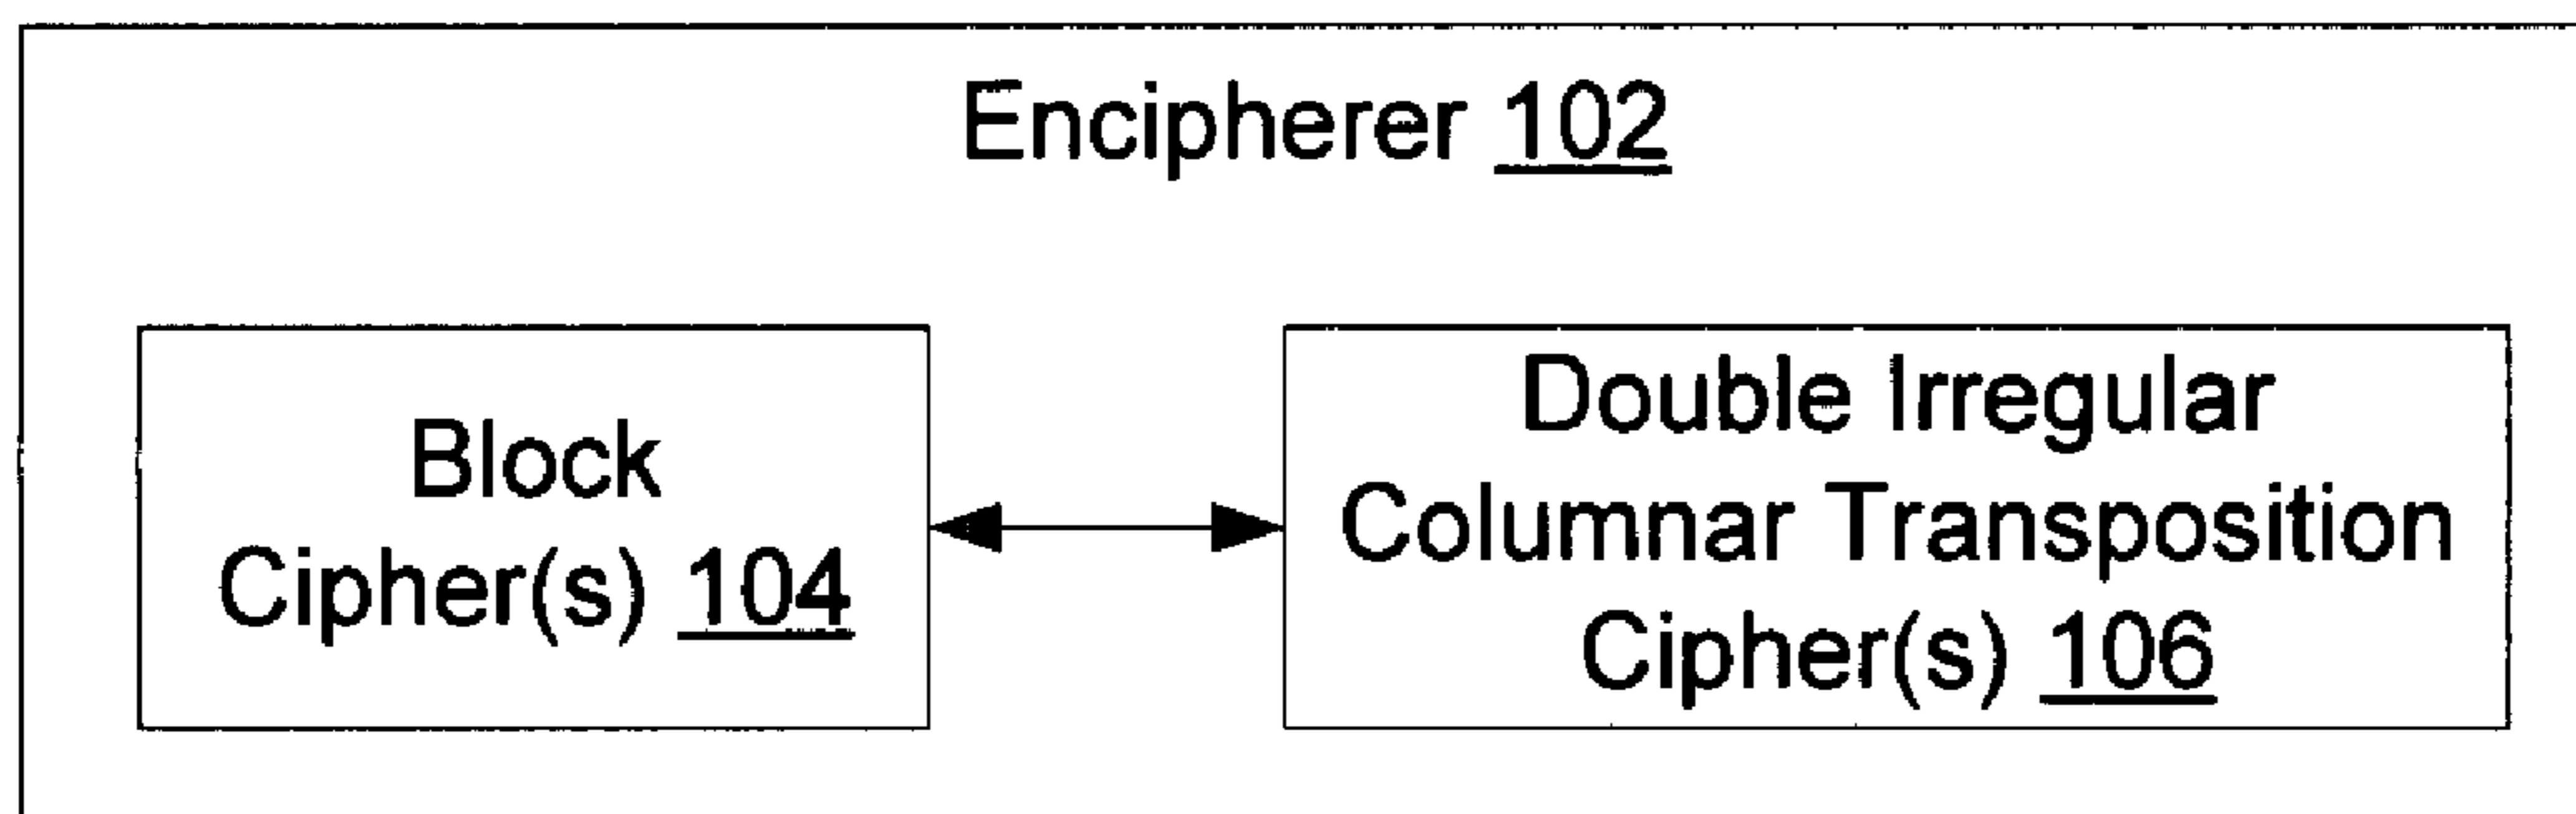 Encipherer 102
Block
Cipher(s) 104
Double Irregular
Columnar Transposition
Cipher(s) 106